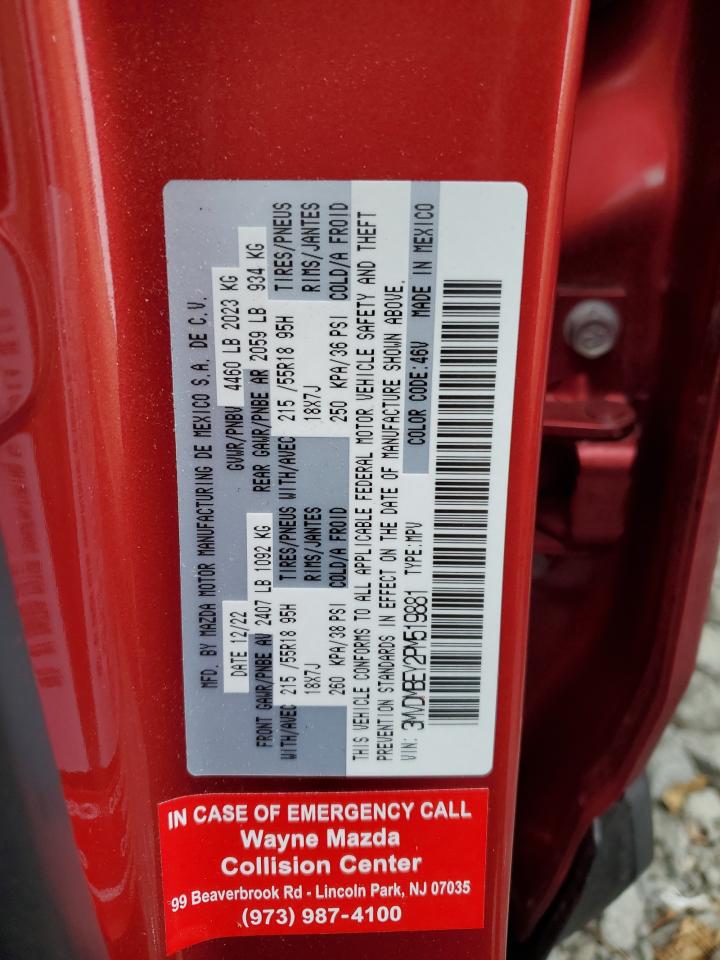 MFD. BY MAZDA MOTOR MANUFACTURING DE MEXICO S.A. DE C.V.
DATE 12/22 GVWR/PNBV 4460 LB 2023 KG
FRONT GAWR/PNBE AV 2407 LB 1092 KG REAR GAWR/PNBE AR 2059 LB 934 KG
WITH/AVEC 215 /55R18 95H TIRES/PNEUS WITH/AVEC 215 /55R18 95H TIRES/PNEUS
18X7J RIMS/JANTES 18X7J RIMS/JANTES
260 KPA/38 PSI COLD/A FROID 250 KPA/36 PSI COLD/A FROID
THIS VEHICLE CONFORMS TO ALL APPLICABLE FEDERAL MOTOR VEHICLE SAFETY AND THEFT
PREVENTION STANDARDS IN EFFECT ON THE DATE OF MANUFACTURE SHOWN ABOVE.
VIN: 3MVDMBEY2PM519881 TYPE:MPV COLOR CODE:46V MADE IN MEXICO
IN CASE OF EMERGENCY CALL
Wayne Mazda
Collision Center
99 Beaverbrook Rd - Lincoln Park, NJ 07035
(973) 987-4100